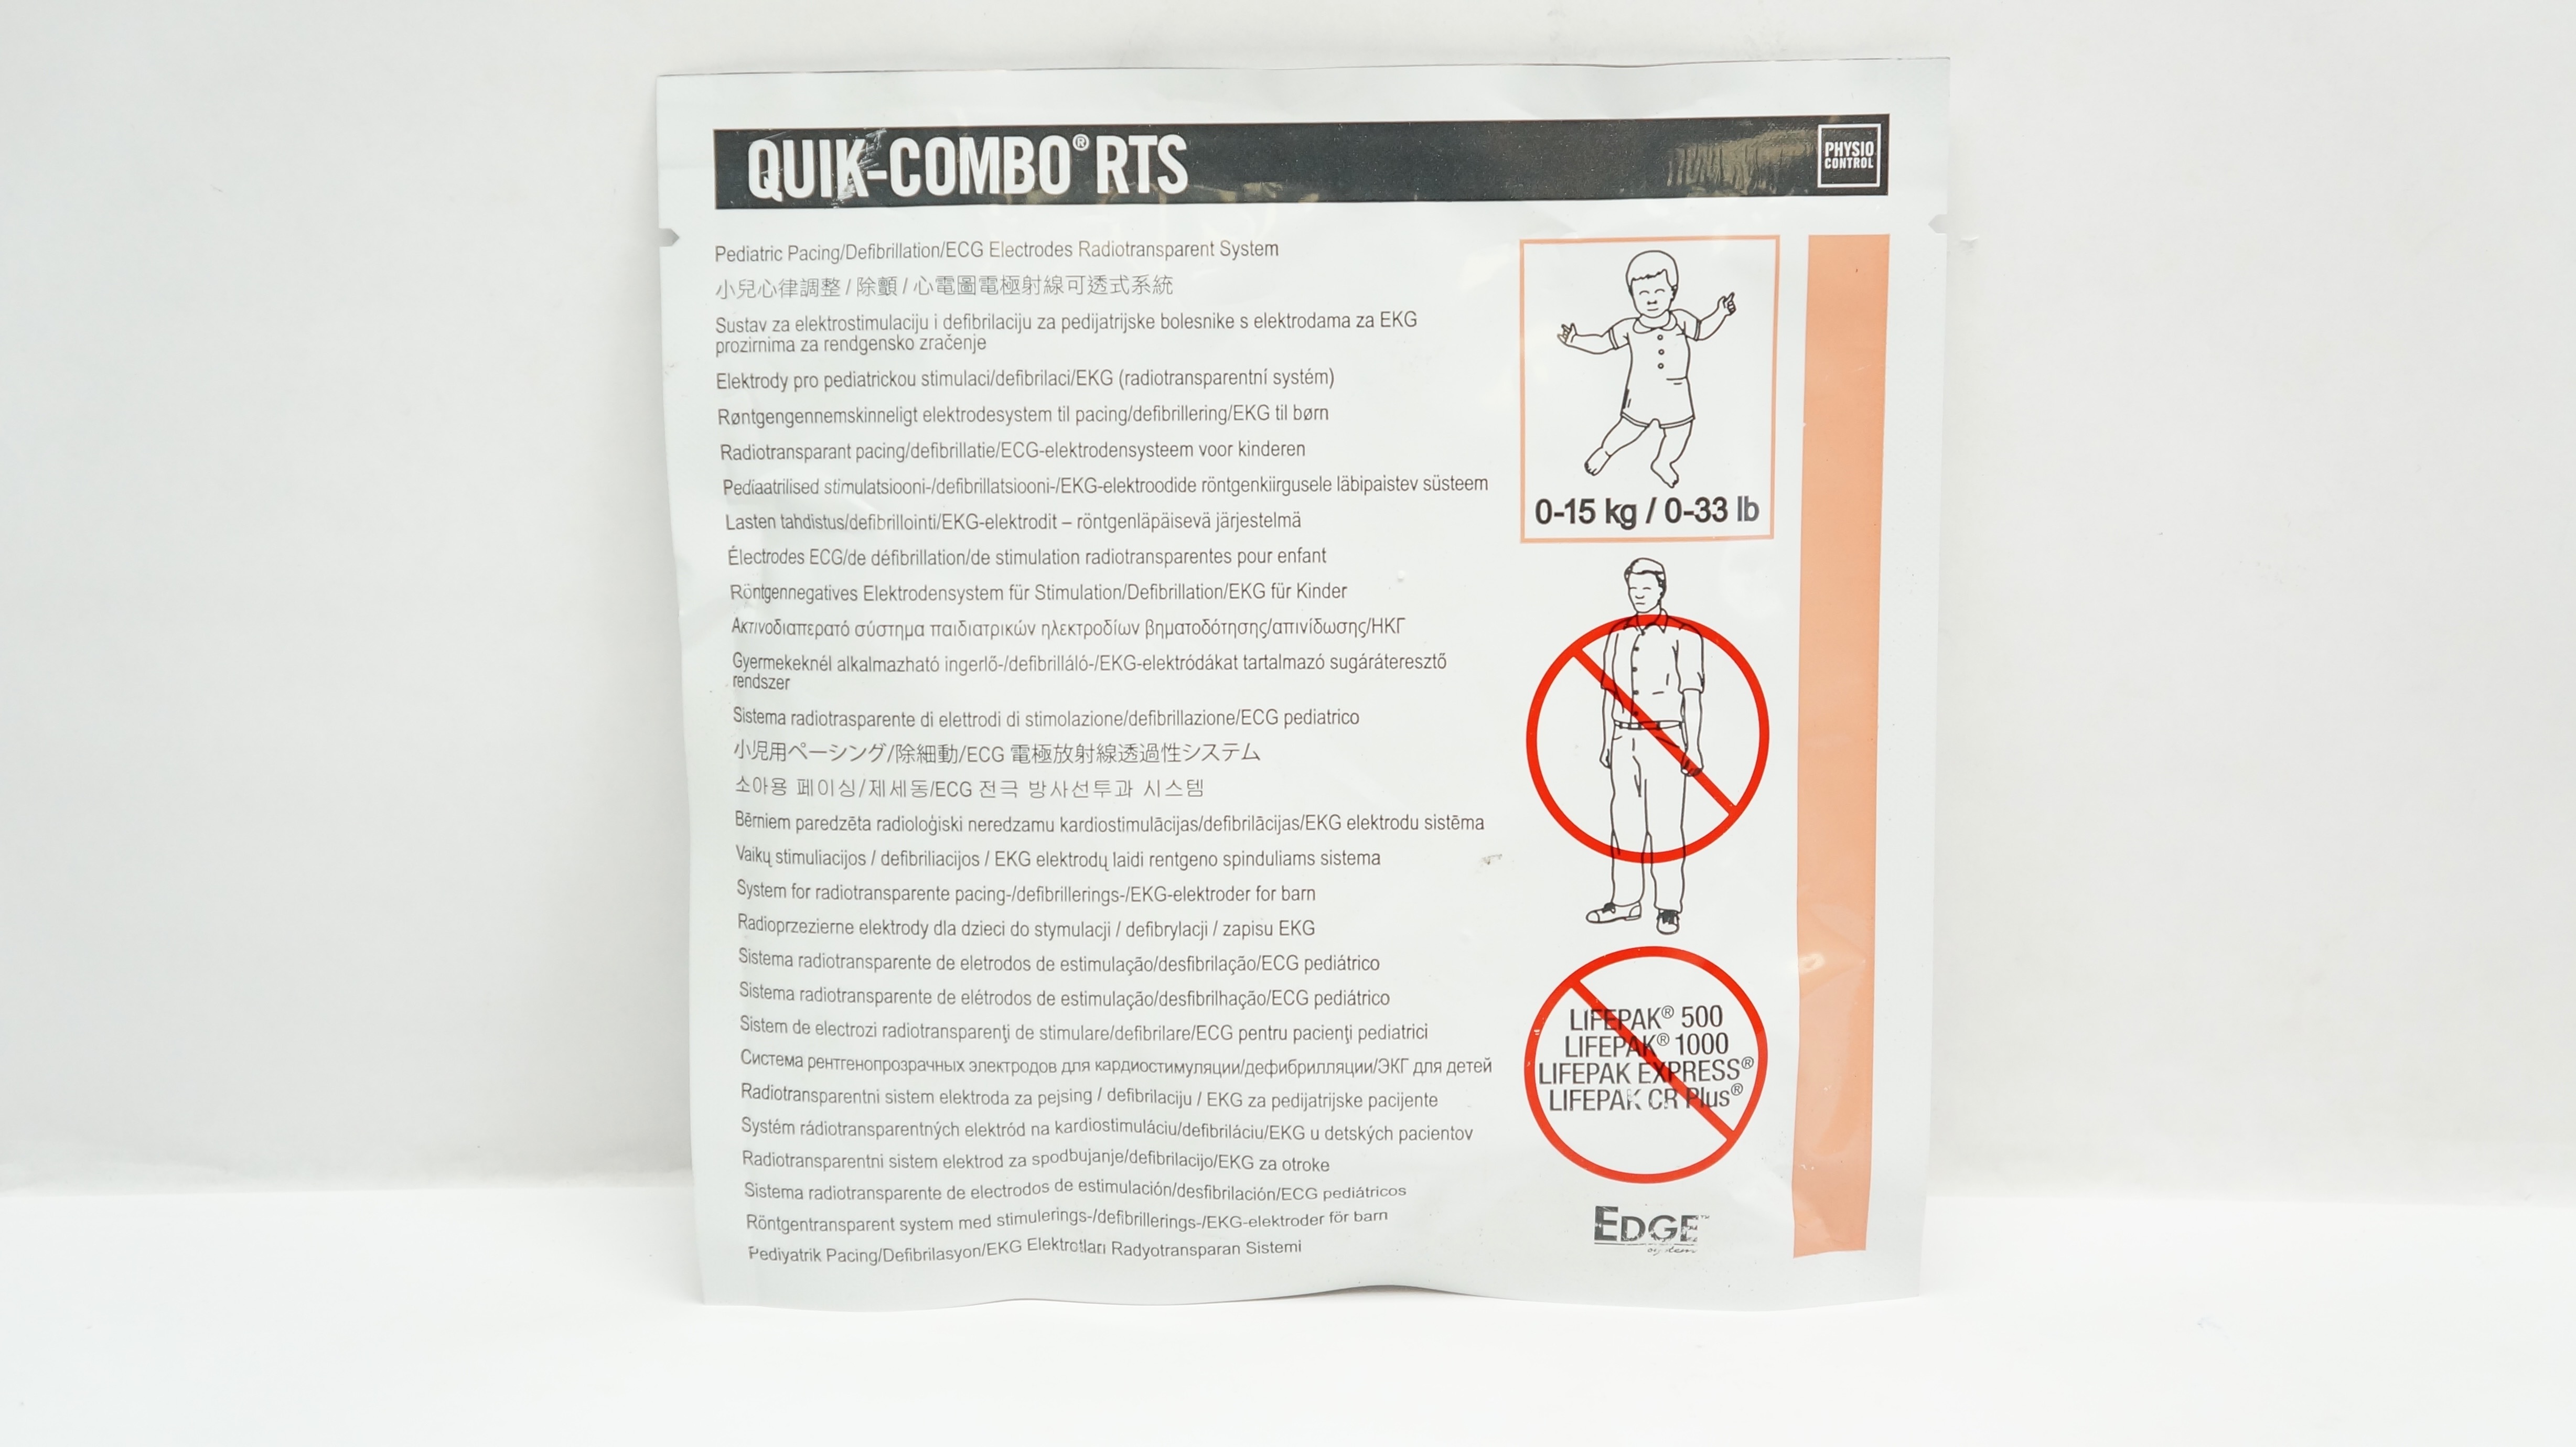 QUIK-COMBO® RTS
PHYSIO
CONTROL
Pediatric Pacing/Defibrillation/ECG Electrodes Radiotransparent System
小兒心律調整 / 除顫 / 心電圖電極射線可透式系統
Sustav za elektrostimulaciju i defibrilaciju za pedijatrijske bolesnike s elektrodama za EKG
prozirnima za rendgensko zračenje
Elektrody pro pediatrickou stimulaci/defibrilaci/EKG (radiotransparentní systém)
Røntgengennemskinneligt elektrodesystem til pacing/defibrillering/EKG til børn
Radiotransparant pacing/defibrillatie/ECG-elektrodensysteem voor kinderen
Pediaatrilised stimulatsiooni-/defibrillatsiooni-/EKG-elektroodide röntgenkiirgusele läbipaistev süsteem
Lasten tahdistus/defibrillointi/EKG-elektrodit – röntgenläpäisevä järjestelmä
Électrodes ECG/de défibrillation/de stimulation radiotransparentes pour enfant
Röntgennegatives Elektrodensystem für Stimulation/Defibrillation/EKG für Kinder
Ακτινοδιαπερατό σύστημα παιδιατρικών ηλεκτροδίων βηματοδότησης/απινίδωσης/ΗΚΓ
Gyermekeknél alkalmazható ingerlő-/defibrilláló-/EKG-elektródákat tartalmazó sugáráteresztő
rendszer
Sistema radiotrasparente di elettrodi di stimolazione/defibrillazione/ECG pediatrico
小児用ペーシング/除細動/ECG 電極放射線透過性システム
소아용 페이싱/제세동/ECG 전극 방사선투과 시스템
Bērniem paredzēta radioloģiski neredzamu kardiostimulācijas/defibrilācijas/EKG elektrodu sistēma
Vaikų stimuliacijos / defibriliacijos / EKG elektrodų laidi rentgeno spinduliams sistema
System for radiotransparente pacing-/defibrillerings-/EKG-elektroder for barn
Radioprzezierne elektrody dla dzieci do stymulacji / defibrylacji / zapisu EKG
Sistema radiotransparente de eletrodos de estimulação/desfibrilação/ECG pediátrico
Sistema radiotransparente de elétrodos de estimulação/desfibrilhação/ECG pediátrico
Sistem de electrozi radiotransparenţi de stimulare/defibrilare/ECG pentru pacienţi pediatrici
Система рентгенопрозрачных электродов для кардиостимуляции/дефибрилляции/ЭКГ для детей
Radiotransparentni sistem elektroda za pejsing / defibrilaciju / EKG za pedijatrijske pacijente
Systém rádiotransparentných elektród na kardiostimuláciu/defibriláciu/EKG u detských pacientov
Radiotransparentni sistem elektrod za spodbujanje/defibrilacijo/EKG za otroke
Sistema radiotransparente de electrodos de estimulación/desfibrilación/ECG pediátricos
Röntgentransparent system med stimulerings-/defibrillerings-/EKG-elektroder för barn
Pediyatrik Pacing/Defibrilasyon/EKG Elektrotları Radyotransparan Sistemi
0-15 kg / 0-33 lb
LIFEPAK® 500
LIFEPAK® 1000
LIFEPAK EXPRESS®
LIFEPAK CR Plus®
EDGE™
system